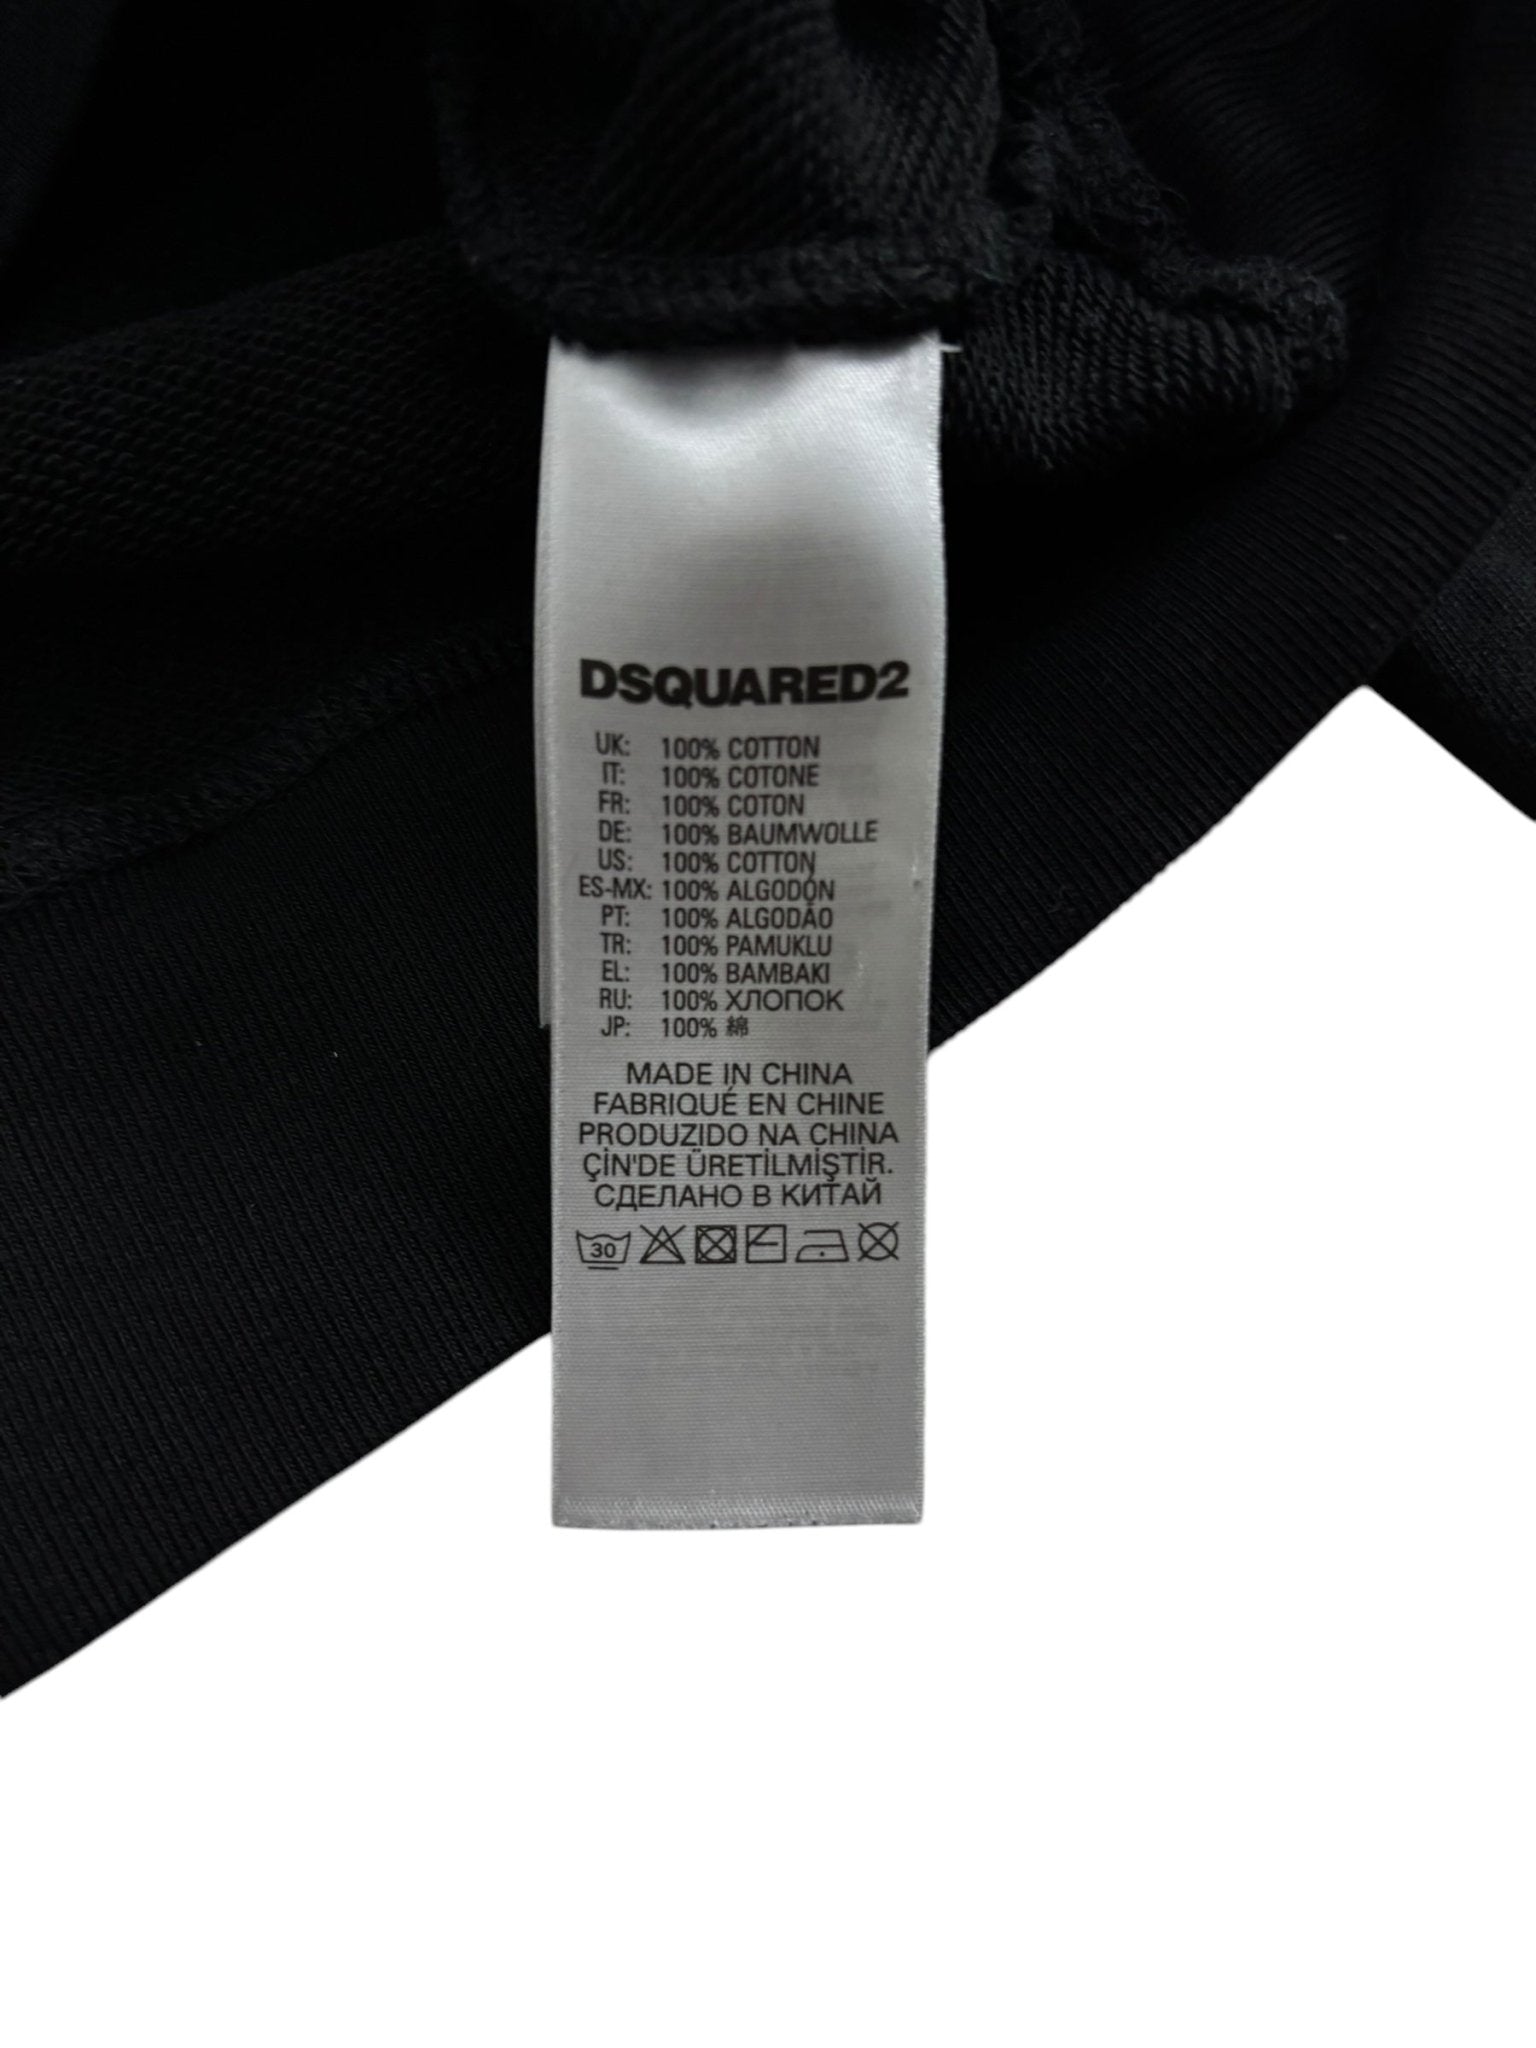 DSQUARED2
UK: 100% COTTON
IT: 100% COTONE
FR: 100% COTON
DE: 100% BAUMWOLLE
US: 100% COTTON
ES-MX: 100% ALGODÓN
PT: 100% ALGODÃO
TR: 100% PAMUKLU
EL: 100% BAMBAKI
RU: 100% ХЛОПОК
JP: 100% 綿
MADE IN CHINA
FABRIQUÉ EN CHINE
PRODUZIDO NA CHINA
ÇİN'DE ÜRETİLMİŞTİR.
СДЕЛАНО В КИТАЙ
30